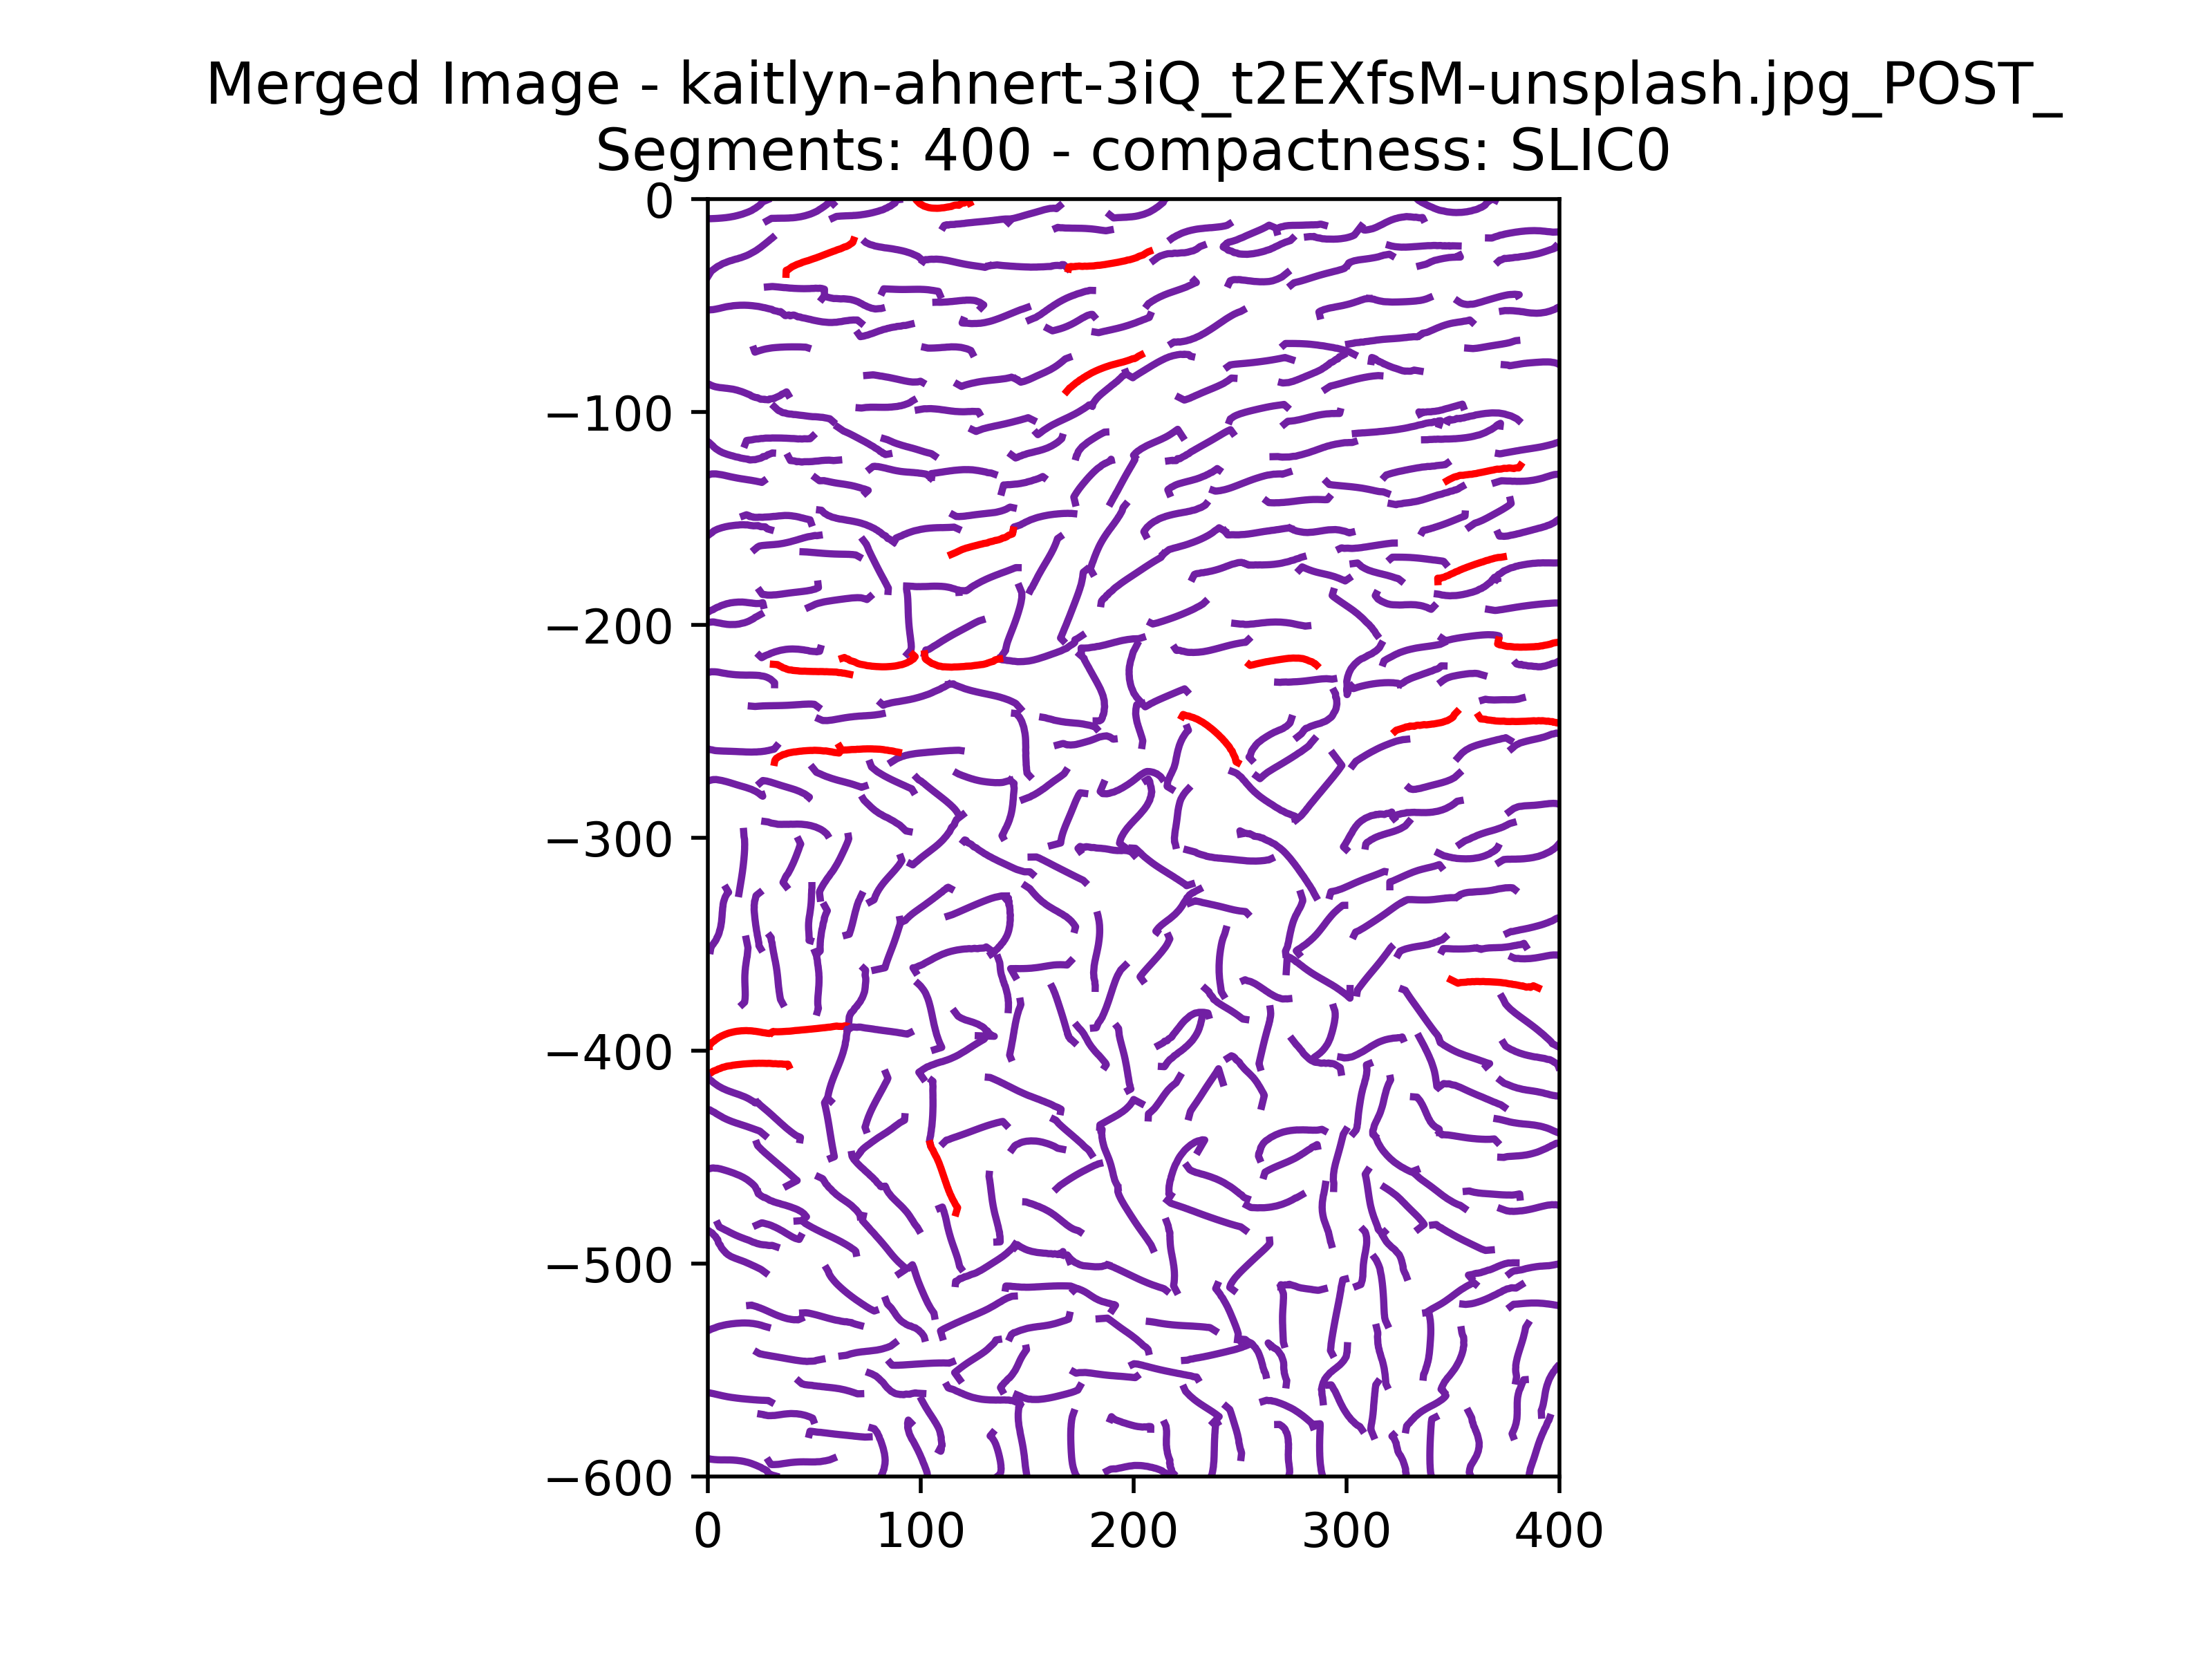 Merged Image - kaitlyn-ahnert-3iQ_t2EXfsM-unsplash.jpg_POST_
Segments: 400 - compactness: SLIC0
0
−100
−200
−300
−400
−500
−600
0 100 200 300 400